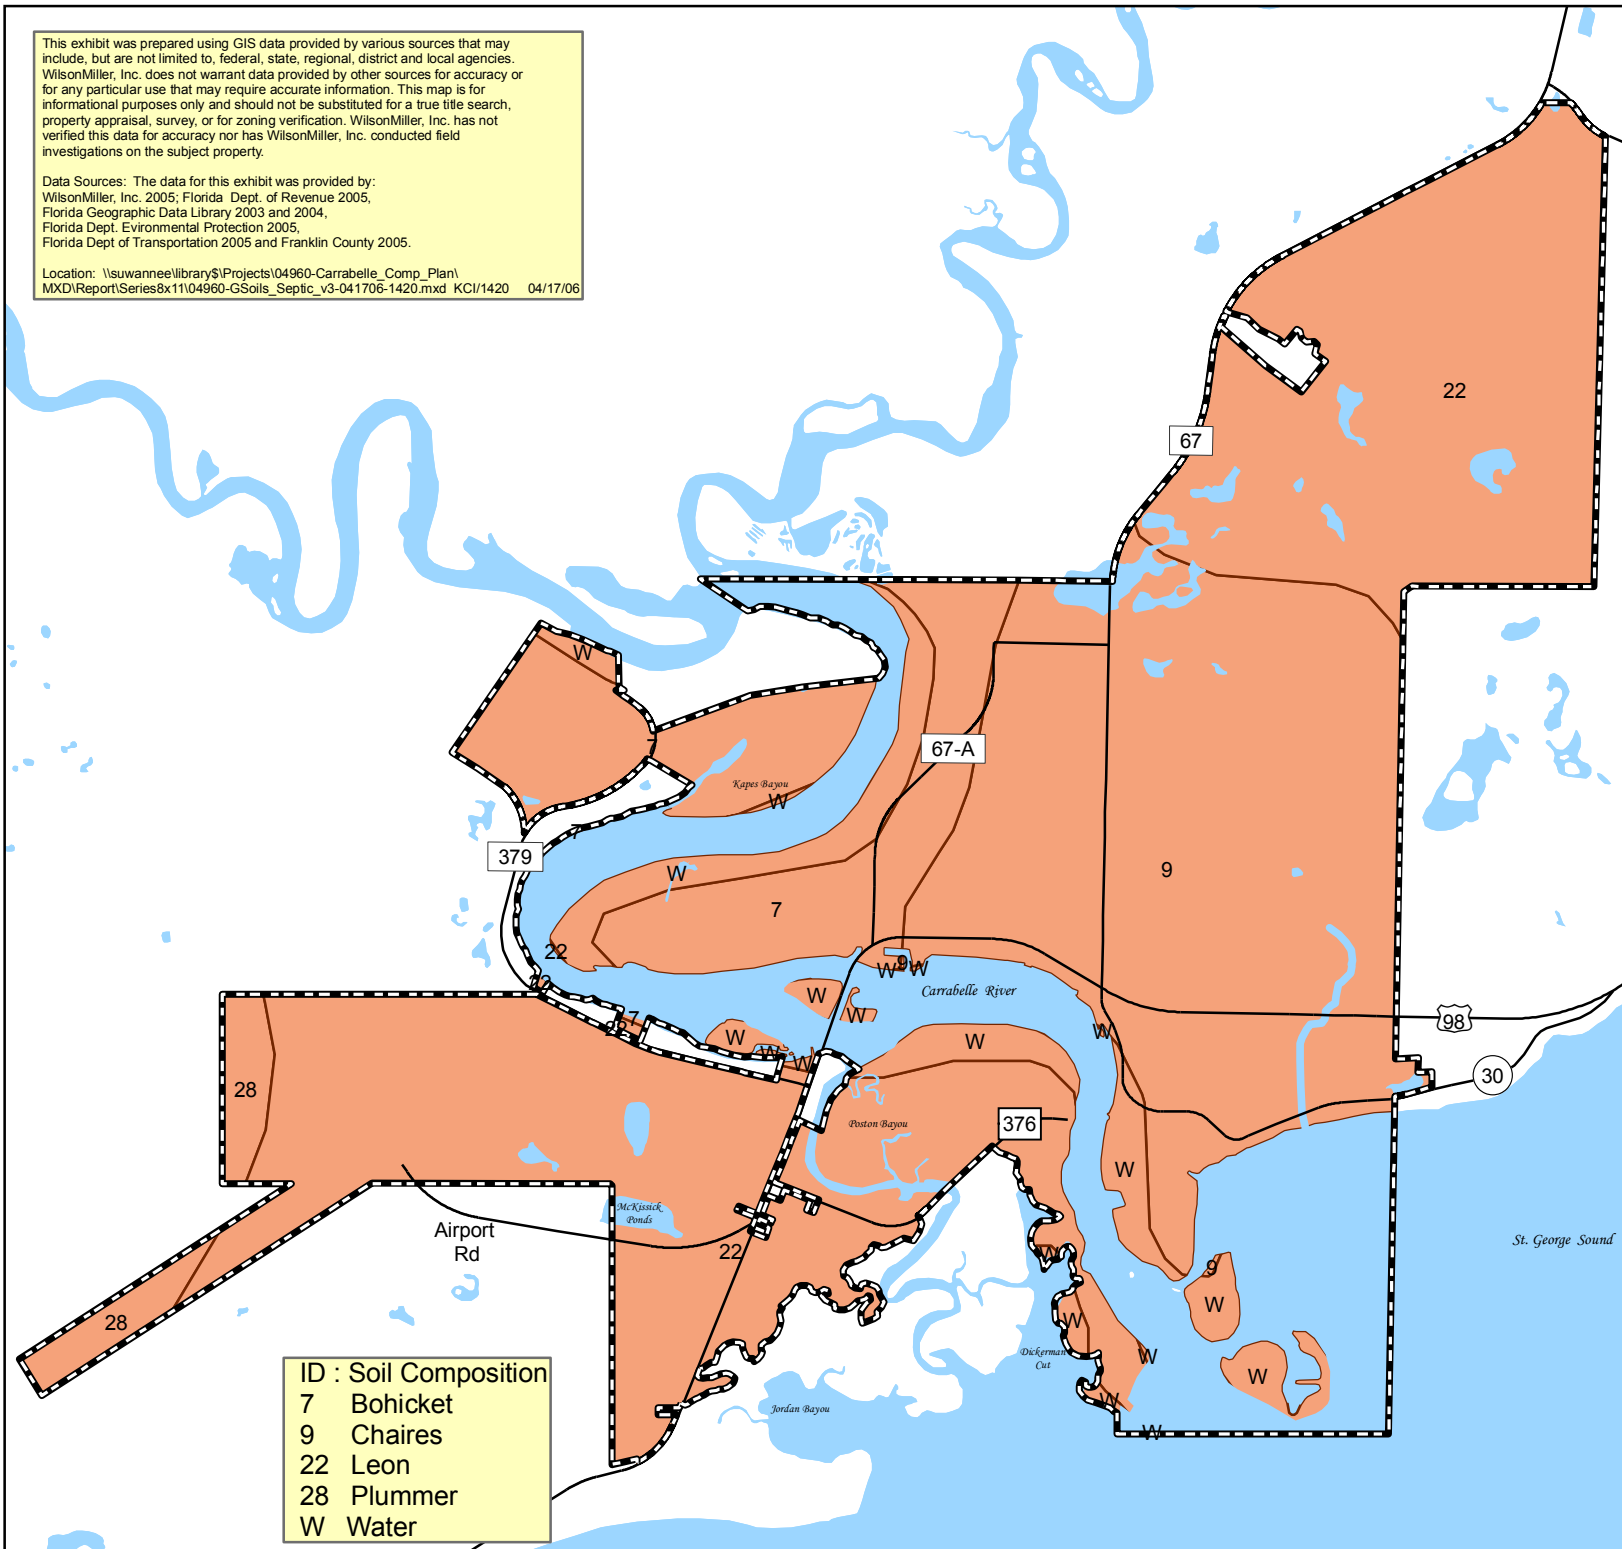 This exhibit was prepared using GIS data provided by various sources that may
include, but are not limited to, federal, state, regional, district and local agencies.
WilsonMiller, Inc. does not warrant data provided by other sources for accuracy or
for any particular use that may require accurate information. This map is for
informational purposes only and should not be substituted for a true title search,
property appraisal, survey, or for zoning verification. WilsonMiller, Inc. has not
verified this data for accuracy nor has WilsonMiller, Inc. conducted field
investigations on the subject property.
Data Sources: The data for this exhibit was provided by:
WilsonMiller, Inc. 2005; Florida Dept. of Revenue 2005,
Florida Geographic Data Library 2003 and 2004,
Florida Dept. Evironmental Protection 2005,
Florida Dept of Transportation 2005 and Franklin County 2005.
Location: \\suwannee\library$\Projects\04960-Carrabelle_Comp_Plan\
MXD\Report\Series8x11\04960-GSoils_Septic_v3-041706-1420.mxd KCI/1420 04/17/06
22
67
W
7
67-A
Kapes Bayou
W
7
379
W
9
7
22
9
W W
22
Carrabelle River
W
W
7
22
98
W
W
W
W
W
30
28
376
Poston Bayou
W
McKissick
Ponds
Airport
Rd
22
St. George Sound
W
9
W
28
W
Dickerman
Cut
W
W
W
Jordan Bayou
W
ID : Soil Composition
7 Bohicket
9 Chaires
22 Leon
28 Plummer
W Water